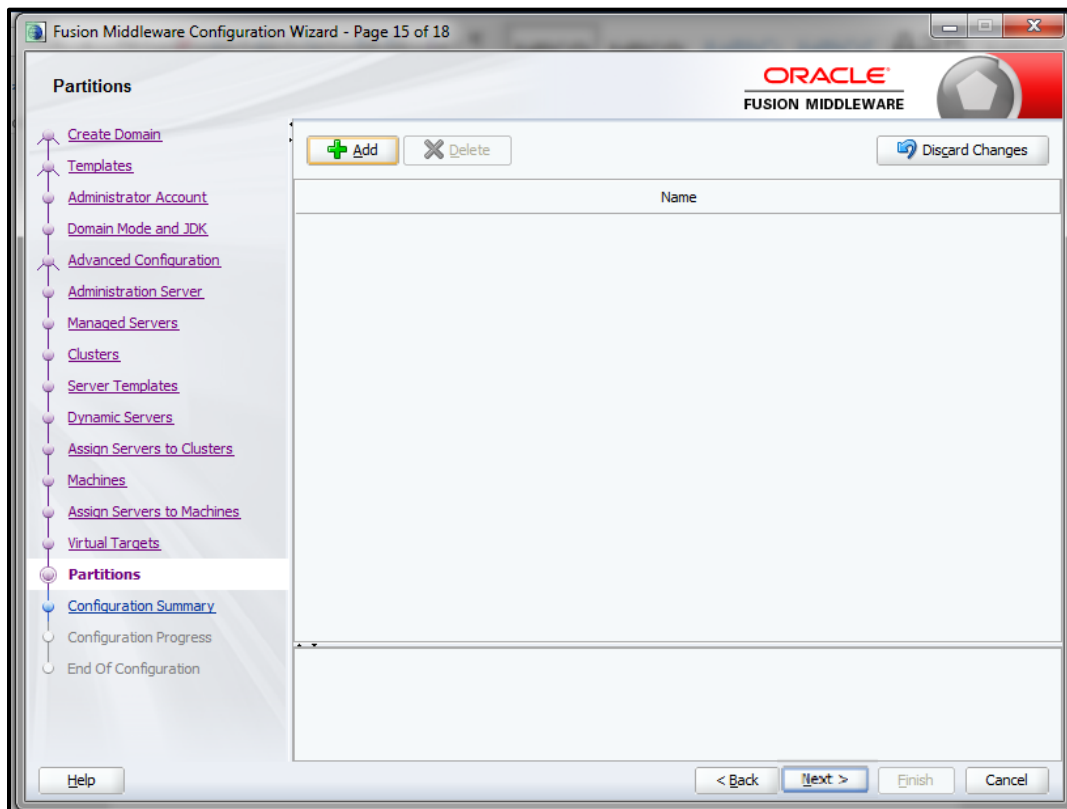 Fusion Middleware Configuration Wizard - Page 15 of 18
Partitions
ORACLE
FUSION MIDDLEWARE
Create Domain
Templates
Administrator Account
Domain Mode and JDK
Advanced Configuration
Administration Server
Managed Servers
Clusters
Server Templates
Dynamic Servers
Assign Servers to Clusters
Machines
Assign Servers to Machines
Virtual Targets
Partitions
Configuration Summary
Configuration Progress
End Of Configuration
Add Delete Discard Changes
Name
Help < Back Next > Finish Cancel